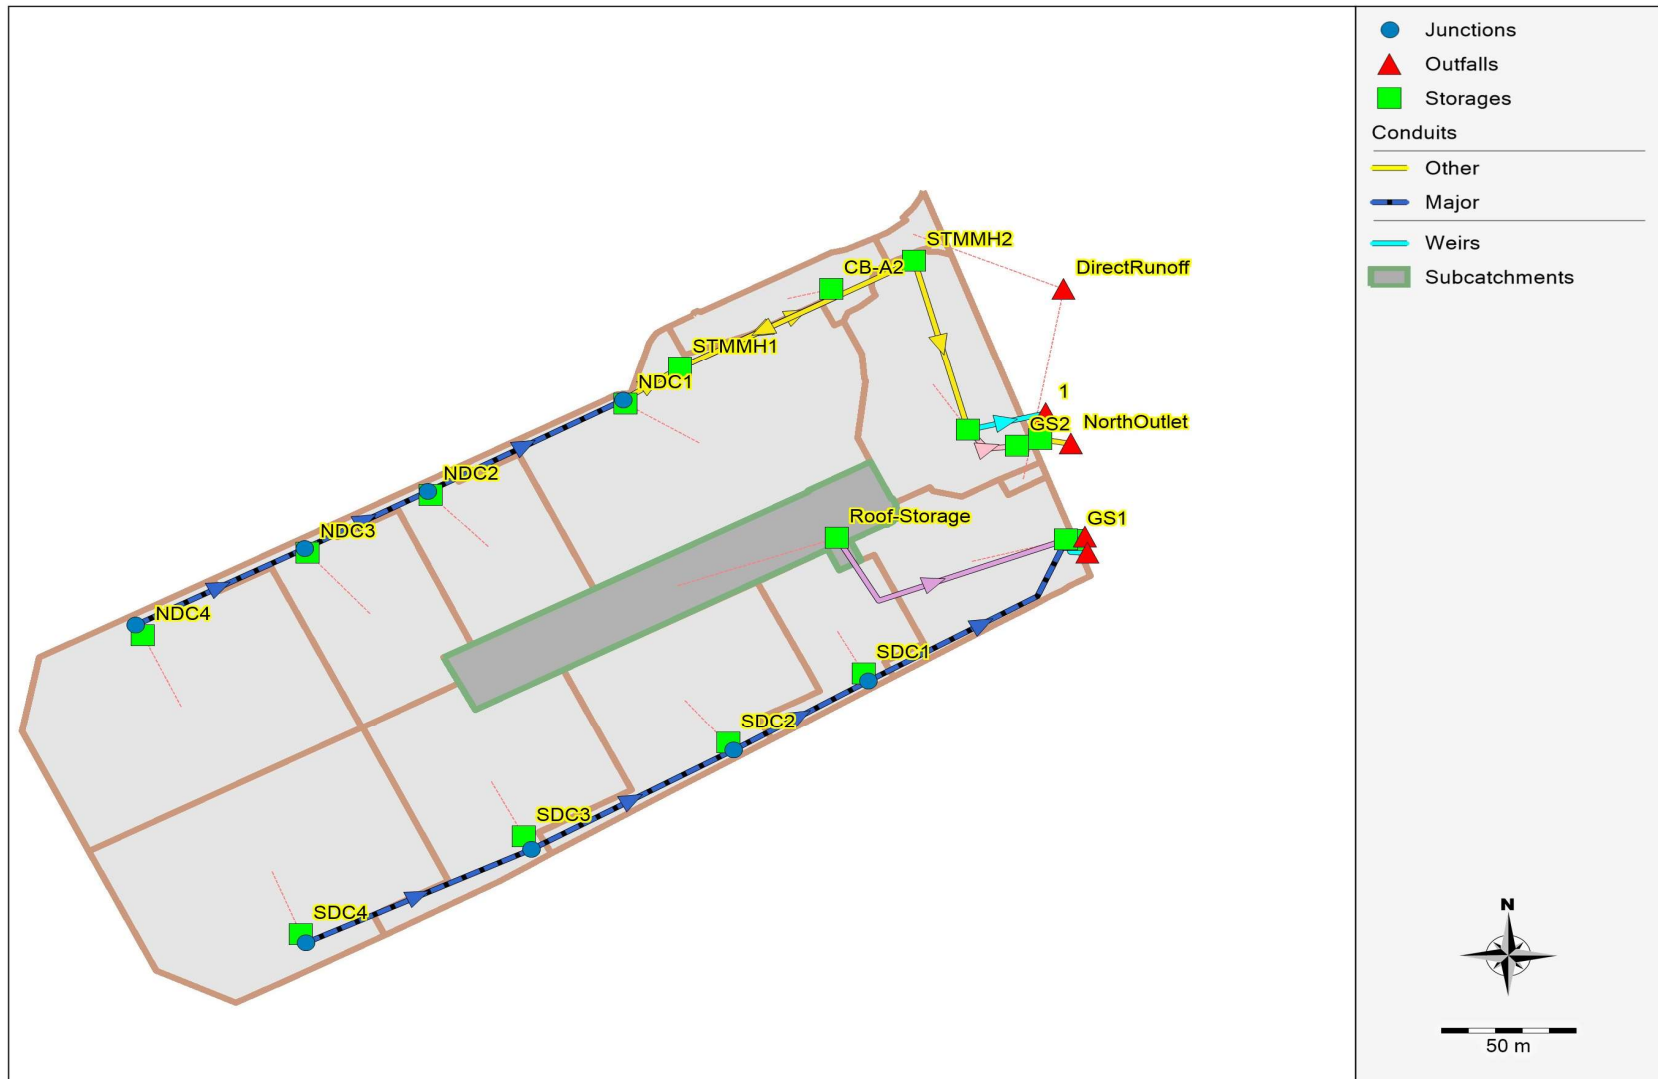 Junctions
Outfalls
Storages
Conduits
Other
Major
Weirs
Subcatchments
STMMH2
CB-A2
DirectRunoff
STMMH1
NDC1
1
GS2
NorthOutlet
NDC2
NDC3
Roof-Storage
GS1
NDC4
SDC1
SDC2
SDC3
SDC4
N
50 m